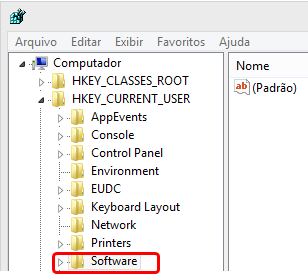 Arquivo Editar Exibir Favoritos Ajuda
Computador
HKEY_CLASSES_ROOT
HKEY_CURRENT_USER
AppEvents
Console
Control Panel
Environment
EUDC
Keyboard Layout
Network
Printers
Software
Nome
ab (Padrão)